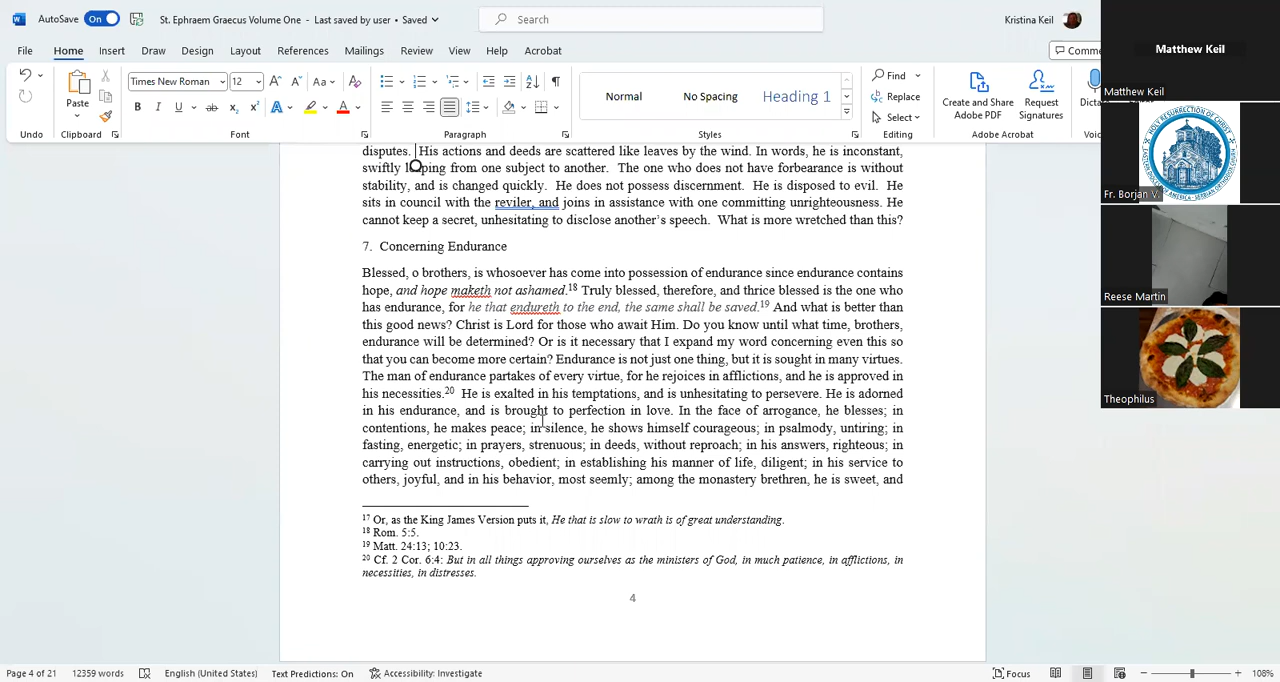 AutoSave On St. Ephraem Graecus Volume One - Last saved by user • Saved Search Kristina Keil
File Home Insert Draw Design Layout References Mailings Review View Help Acrobat Comme
Times New Roman 12 Aa
Paste
B I U ab x₂ x² A A
Normal No Spacing Heading 1
Find
Replace
Select
Create and Share Adobe PDF
Request Signatures
Dicta
Undo Clipboard Font Paragraph Styles Editing Adobe Acrobat Voi
Matthew Keil
Matthew Keil
HOLY RESURRECTION OF CHRIST
Fr. Borjan V.
Reese Martin
Theophilus
disputes. His actions and deeds are scattered like leaves by the wind. In words, he is inconstant,
swiftly leaping from one subject to another. The one who does not have forbearance is without
stability, and is changed quickly. He does not possess discernment. He is disposed to evil. He
sits in council with the reviler, and joins in assistance with one committing unrighteousness. He
cannot keep a secret, unhesitating to disclose another's speech. What is more wretched than this?
7. Concerning Endurance
Blessed, o brothers, is whosoever has come into possession of endurance since endurance contains
hope, and hope maketh not ashamed.18 Truly blessed, therefore, and thrice blessed is the one who
has endurance, for he that endureth to the end, the same shall be saved.19 And what is better than
this good news? Christ is Lord for those who await Him. Do you know until what time, brothers,
endurance will be determined? Or is it necessary that I expand my word concerning even this so
that you can become more certain? Endurance is not just one thing, but it is sought in many virtues.
The man of endurance partakes of every virtue, for he rejoices in afflictions, and he is approved in
his necessities.20 He is exalted in his temptations, and is unhesitating to persevere. He is adorned
in his endurance, and is brought to perfection in love. In the face of arrogance, he blesses; in
contentions, he makes peace; in silence, he shows himself courageous; in psalmody, untiring; in
fasting, energetic; in prayers, strenuous; in deeds, without reproach; in his answers, righteous; in
carrying out instructions, obedient; in establishing his manner of life, diligent; in his service to
others, joyful, and in his behavior, most seemly; among the monastery brethren, he is sweet, and
17 Or, as the King James Version puts it, He that is slow to wrath is of great understanding.
18 Rom. 5:5.
19 Matt. 24:13; 10:23.
20 Cf. 2 Cor. 6:4: But in all things approving ourselves as the ministers of God, in much patience, in afflictions, in
necessities, in distresses.
4
Page 4 of 21 12359 words English (United States) Text Predictions: On Accessibility: Investigate Focus 108%